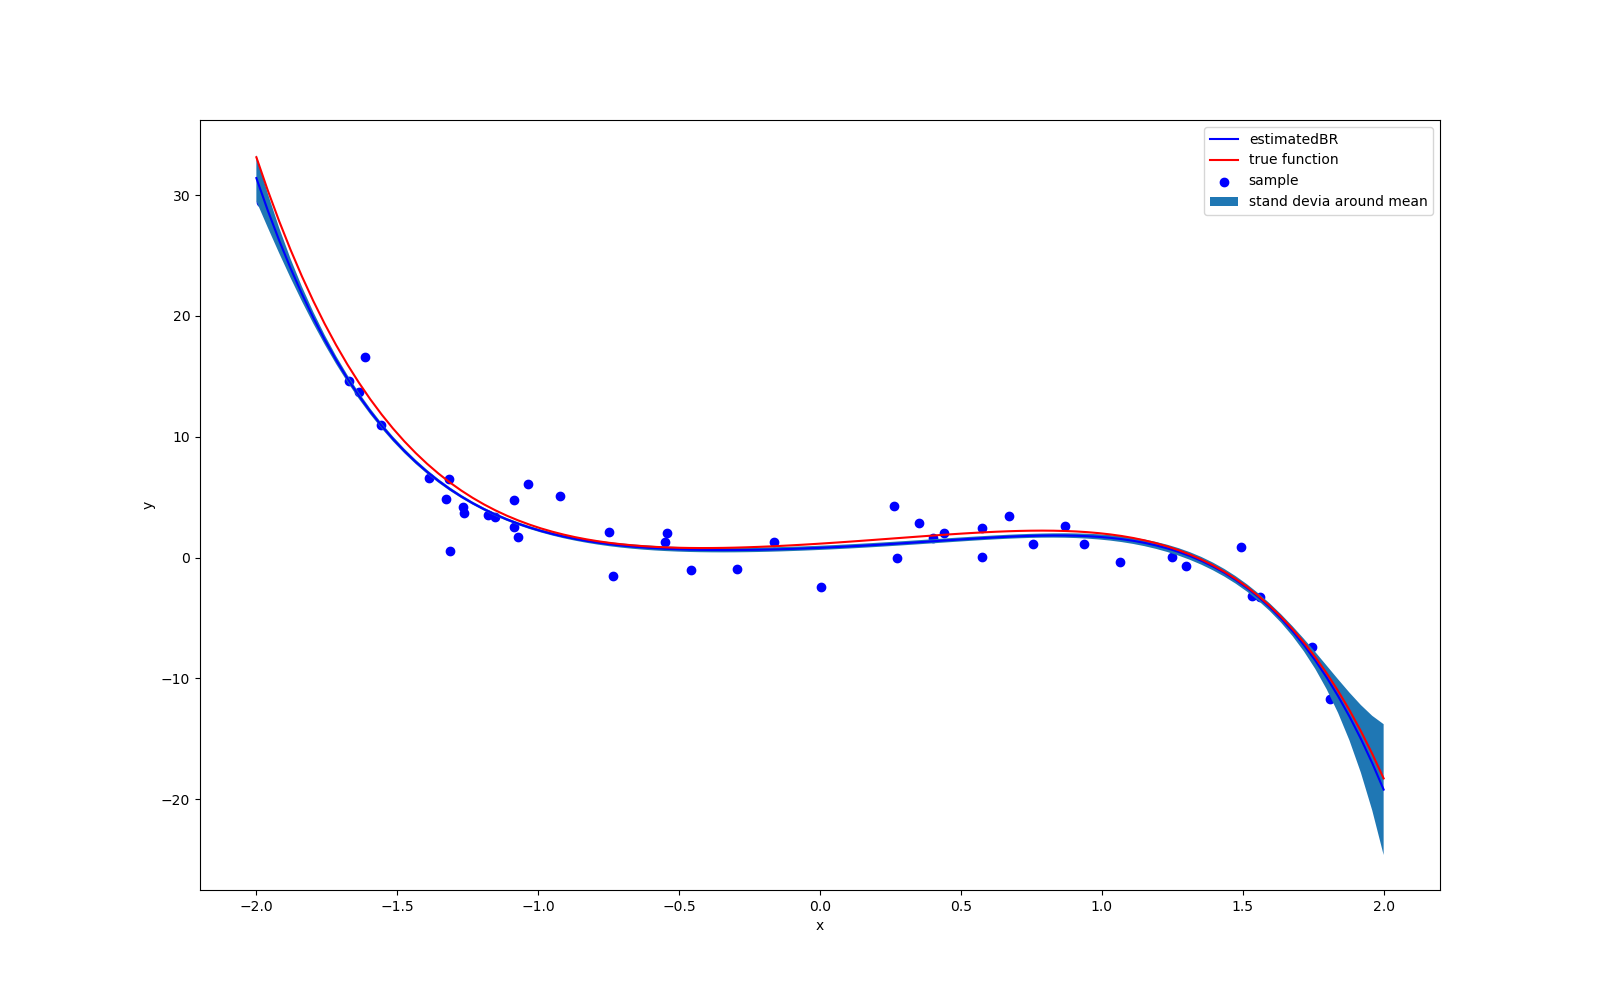 estimatedBR
true function
sample
stand devia around mean
30
20
10
0
−10
−20
y
−2.0 −1.5 −1.0 −0.5 0.0 0.5 1.0 1.5 2.0
x